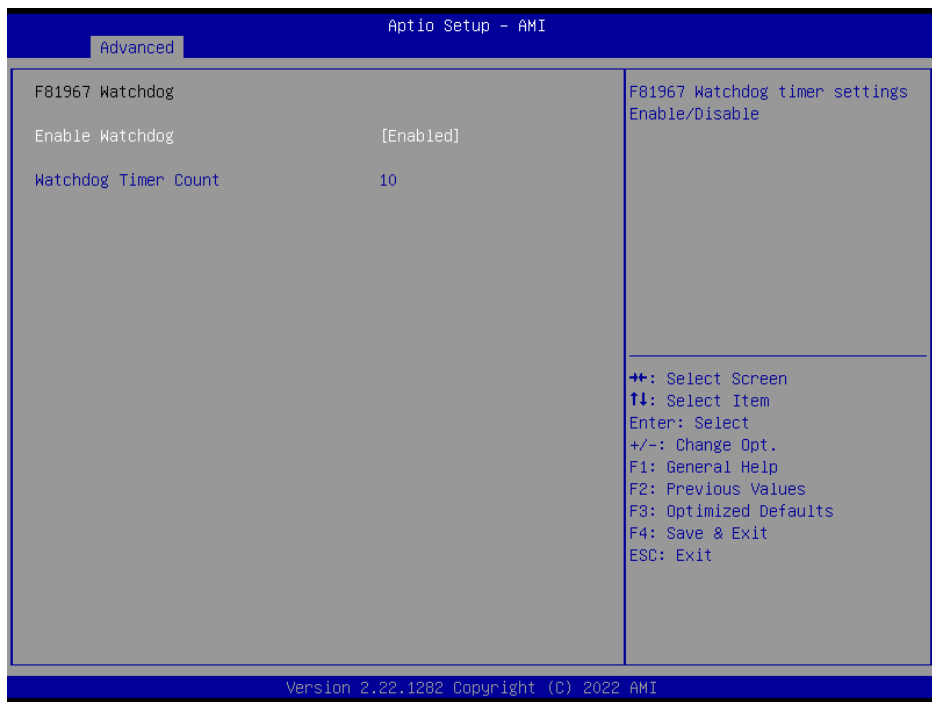 Aptio Setup – AMI
Advanced
F81967 Watchdog
Enable Watchdog [Enabled]
Watchdog Timer Count 10
F81967 Watchdog timer settings
Enable/Disable
→←: Select Screen
↑↓: Select Item
Enter: Select
+/-: Change Opt.
F1: General Help
F2: Previous Values
F3: Optimized Defaults
F4: Save & Exit
ESC: Exit
Version 2.22.1282 Copyright (C) 2022 AMI